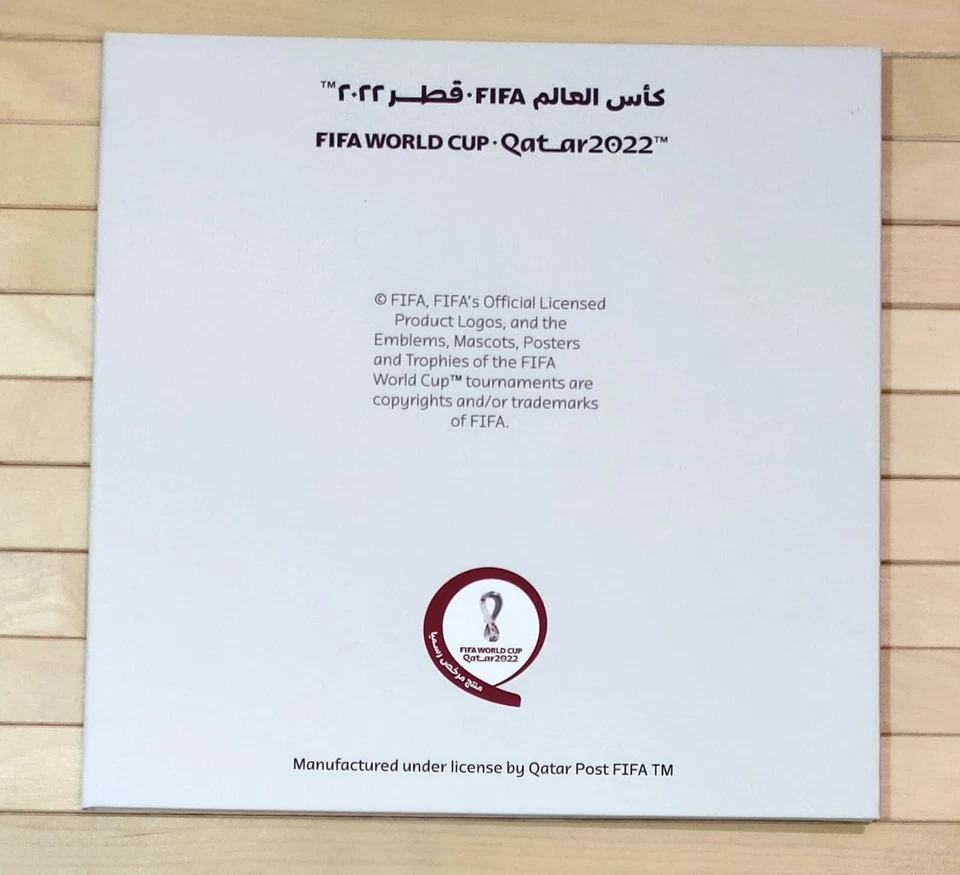 كأس العالم FIFA · قطر ٢٠٢٢™
FIFA WORLD CUP · Qatar2022™
© FIFA, FIFA's Official Licensed
Product Logos, and the
Emblems, Mascots, Posters
and Trophies of the FIFA
World Cup™ tournaments are
copyrights and/or trademarks
of FIFA.
FIFA WORLD CUP
Qatar2022
منتج مرخص رسميا
Manufactured under license by Qatar Post FIFA TM